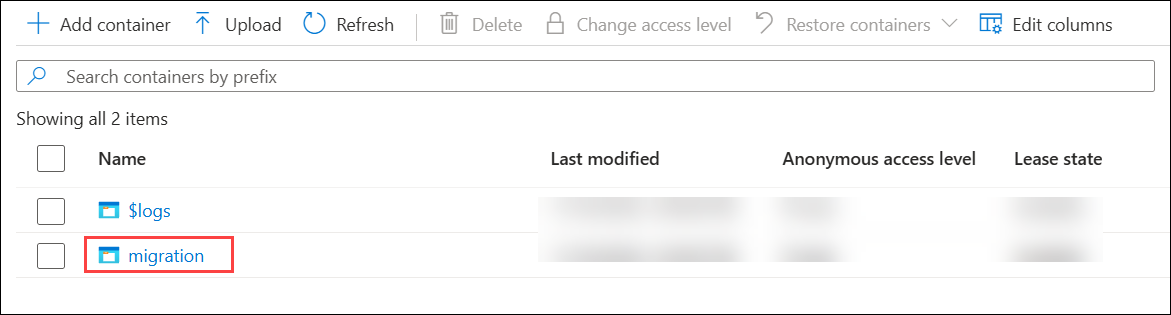 Add container Upload Refresh Delete Change access level Restore containers Edit columns
Search containers by prefix
Showing all 2 items
Name Last modified Anonymous access level Lease state
$logs
migration